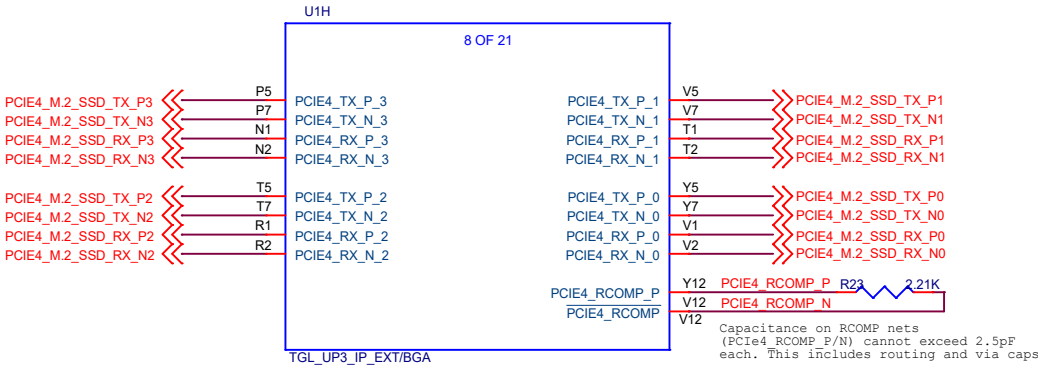 U1H
8 OF 21
PCIE4_M.2_SSD_TX_P3 P5 PCIE4_TX_P_3 PCIE4_TX_P_1 V5 PCIE4_M.2_SSD_TX_P1
PCIE4_M.2_SSD_TX_N3 P7 PCIE4_TX_N_3 PCIE4_TX_N_1 V7 PCIE4_M.2_SSD_TX_N1
PCIE4_M.2_SSD_RX_P3 N1 PCIE4_RX_P_3 PCIE4_RX_P_1 T1 PCIE4_M.2_SSD_RX_P1
PCIE4_M.2_SSD_RX_N3 N2 PCIE4_RX_N_3 PCIE4_RX_N_1 T2 PCIE4_M.2_SSD_RX_N1
PCIE4_M.2_SSD_TX_P2 T5 PCIE4_TX_P_2 PCIE4_TX_P_0 Y5 PCIE4_M.2_SSD_TX_P0
PCIE4_M.2_SSD_TX_N2 T7 PCIE4_TX_N_2 PCIE4_TX_N_0 Y7 PCIE4_M.2_SSD_TX_N0
PCIE4_M.2_SSD_RX_P2 R1 PCIE4_RX_P_2 PCIE4_RX_P_0 V1 PCIE4_M.2_SSD_RX_P0
PCIE4_M.2_SSD_RX_N2 R2 PCIE4_RX_N_2 PCIE4_RX_N_0 V2 PCIE4_M.2_SSD_RX_N0
PCIE4_RCOMP_P Y12 PCIE4_RCOMP_P R23 2.21K
PCIE4_RCOMP V12 PCIE4_RCOMP_N
V12
Capacitance on RCOMP nets
(PCIe4_RCOMP_P/N) cannot exceed 2.5pF
each. This includes routing and via caps
TGL_UP3_IP_EXT/BGA